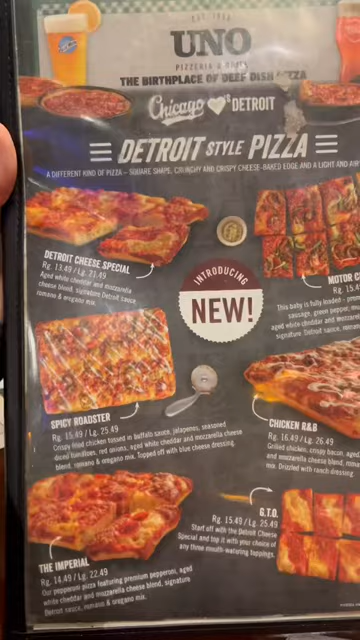 EST. 1943
UNO
PIZZERIA & GRILL
THE BIRTHPLACE OF DEEP DISH PIZZA
Chicago DETROIT
DETROIT STYLE PIZZA
A DIFFERENT KIND OF PIZZA – SQUARE SHAPE, CRUNCHY AND CRISPY CHEESE-BAKED EDGE AND A LIGHT AND
DETROIT CHEESE SPECIAL
Rg. 13.49 / Lg. 21.49
Aged white cheddar and mozzarella
cheese blend, signature Detroit sauce,
romano & oregano mix.
MOTOR
Rg. 15.4
This baby is fully loaded –
sausage, green pepper,
aged white cheddar and
signature Detroit sauce,
INTRODUCING
NEW!
SPICY ROADSTER
Rg. 15.49 / Lg. 25.49
Crispy fried chicken tossed in buffalo sauce, jalapenos, seasoned
diced tomatoes, red onions, aged white cheddar and mozzarella cheese
blend, romano & oregano mix. Topped off with blue cheese dressing.
CHICKEN R&B
Rg. 16.49 / Lg. 26.49
Grilled chicken, crispy bacon, aged
and mozzarella cheese blend,
mix. Drizzled with ranch dressing
THE IMPERIAL
Rg. 14.49 / Lg. 22.49
Our pepperoni pizza featuring premium pepperoni, aged
white cheddar and mozzarella cheese blend, signature
Detroit sauce, romano & oregano mix.
G.T.O.
Rg. 15.49 / Lg. 25.49
Start off with the Detroit Cheese
Special and top it with your choice of
any three mouth-watering toppings.